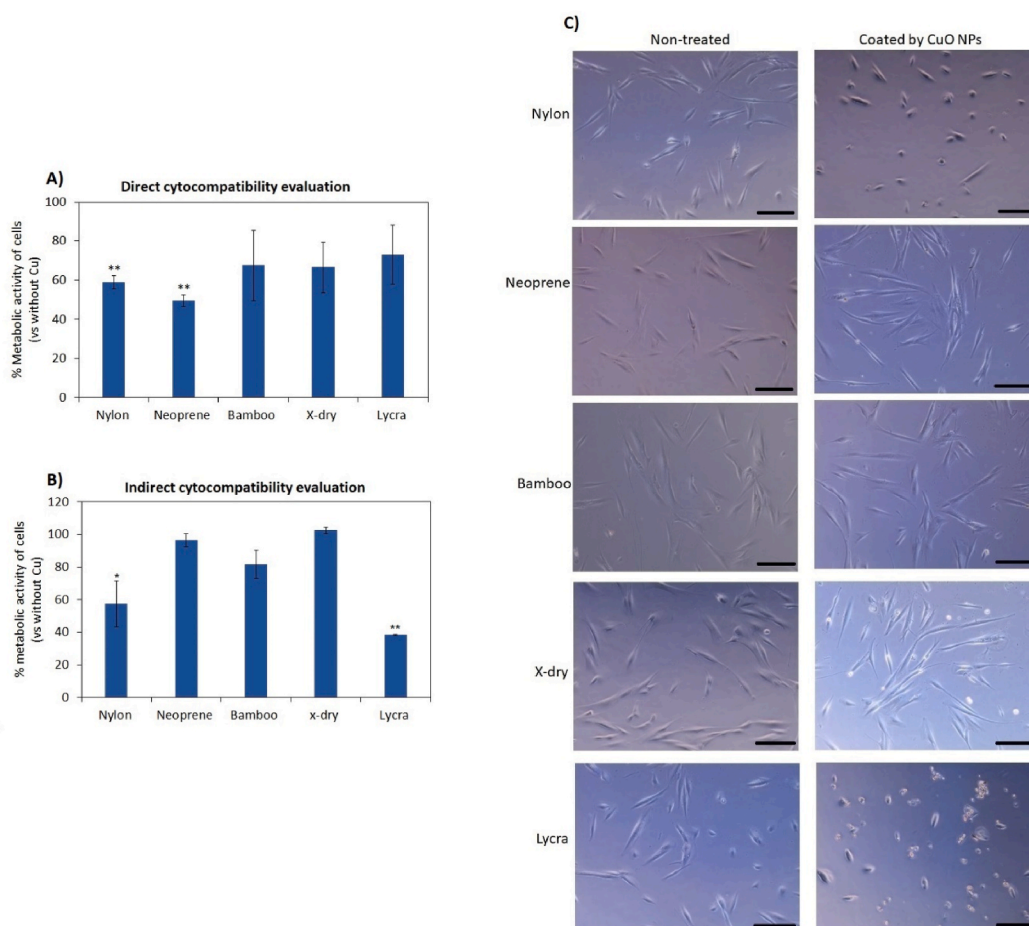 A)
Direct cytocompatibility evaluation
% Metabolic activity of cells
(vs without Cu)
100
80
60
40
20
0
**
**
Nylon
Neoprene
Bamboo
X-dry
Lycra
B)
Indirect cytocompatibility evaluation
% metabolic activity of cells
(vs without Cu)
120
100
80
60
40
20
0
*
**
Nylon
Neoprene
Bamboo
x-dry
Lycra
C)
Non-treated
Coated by CuO NPs
Nylon
Neoprene
Bamboo
X-dry
Lycra